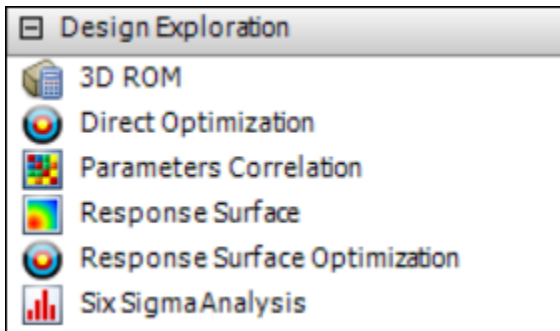 Design Exploration
3D ROM
Direct Optimization
Parameters Correlation
Response Surface
Response Surface Optimization
Six Sigma Analysis